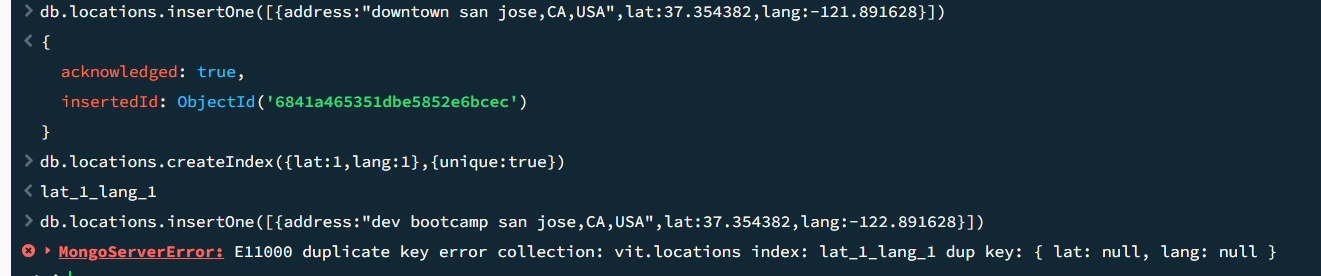 > db.locations.insertOne([{address:"downtown san jose,CA,USA",lat:37.354382,lang:-121.891628}])
< {
acknowledged: true,
insertedId: ObjectId('6841a465351dbe5852e6bcec')
}
> db.locations.createIndex({lat:1,lang:1},{unique:true})
< lat_1_lang_1
> db.locations.insertOne([{address:"dev bootcamp san jose,CA,USA",lat:37.354382,lang:-122.891628}])
MongoServerError: E11000 duplicate key error collection: vit.locations index: lat_1_lang_1 dup key: { lat: null, lang: null }